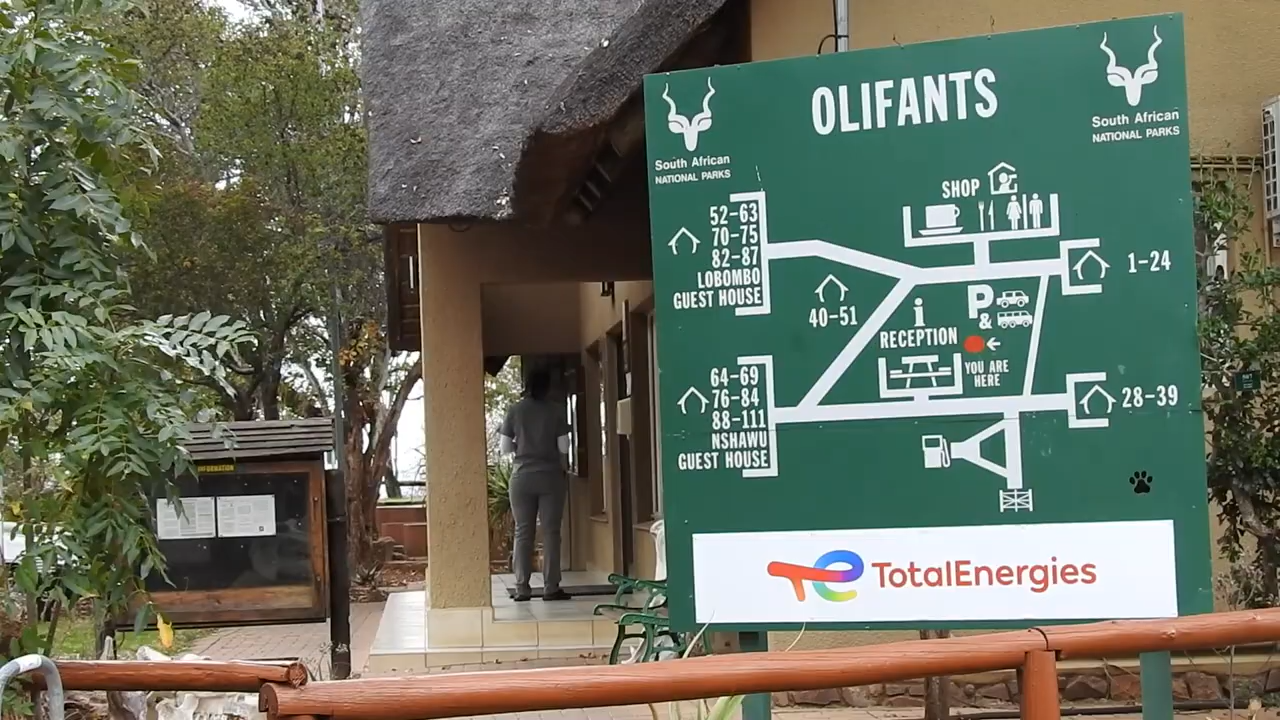 OLIFANTS
South African
NATIONAL PARKS
South African
NATIONAL PARKS
SHOP
52-63
70-75
82-87
LOBOMBO
GUEST HOUSE
40-51
1-24
P
&
i
RECEPTION
YOU ARE
HERE
64-69
76-84
88-111
NSHAWU
GUEST HOUSE
28-39
TotalEnergies
INFORMATION